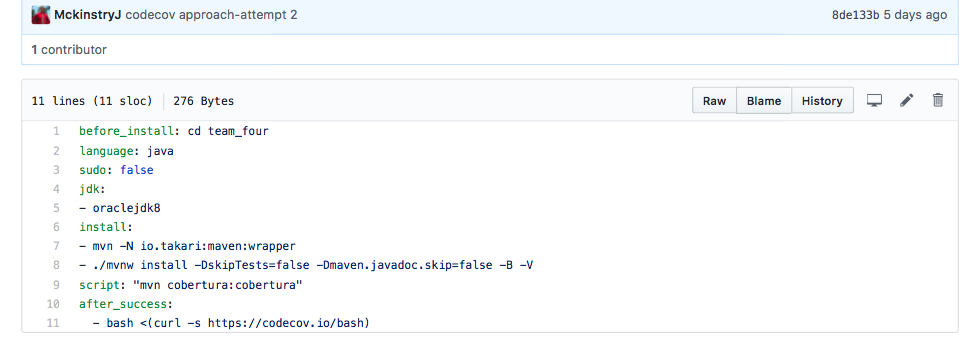 MckinstryJ codecov approach-attempt 2 8de133b 5 days ago
1 contributor
11 lines (11 sloc) 276 Bytes Raw Blame History
1 before_install: cd team_four
2 language: java
3 sudo: false
4 jdk:
5 - oraclejdk8
6 install:
7 - mvn -N io.takari:maven:wrapper
8 - ./mvnw install -DskipTests=false -Dmaven.javadoc.skip=false -B -V
9 script: "mvn cobertura:cobertura"
10 after_success:
11 - bash <(curl -s https://codecov.io/bash)